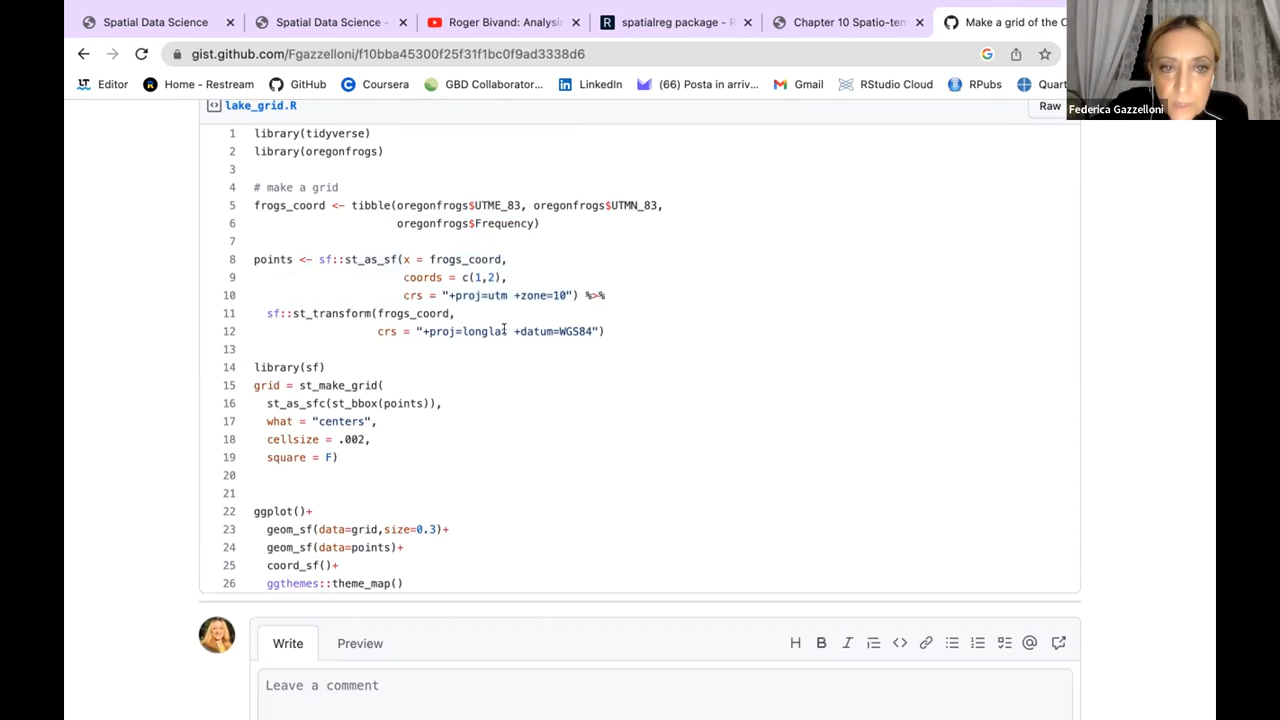 Spatial Data Science
Spatial Data Science -
Roger Bivand: Analysi
spatialreg package - R
Chapter 10 Spatio-tem
Make a grid of the O
gist.github.com/Fgazzelloni/f10bba45300f25f31f1bc0f9ad3338d6
Editor
Home - Restream
GitHub
Coursera
GBD Collaborator...
LinkedIn
(66) Posta in arriv...
Gmail
RStudio Cloud
RPubs
Quart
Federica Gazzelloni
lake_grid.R
Raw
1 library(tidyverse)
2 library(oregonfrogs)
3
4 # make a grid
5 frogs_coord <- tibble(oregonfrogs$UTME_83, oregonfrogs$UTMN_83,
6 oregonfrogs$Frequency)
7
8 points <- sf::st_as_sf(x = frogs_coord,
9 coords = c(1,2),
10 crs = "+proj=utm +zone=10") %>%
11 sf::st_transform(frogs_coord,
12 crs = "+proj=longlat +datum=WGS84")
13
14 library(sf)
15 grid = st_make_grid(
16 st_as_sfc(st_bbox(points)),
17 what = "centers",
18 cellsize = .002,
19 square = F)
20
21
22 ggplot()+
23 geom_sf(data=grid,size=0.3)+
24 geom_sf(data=points)+
25 coord_sf()+
26 ggthemes::theme_map()
Write
Preview
Leave a comment